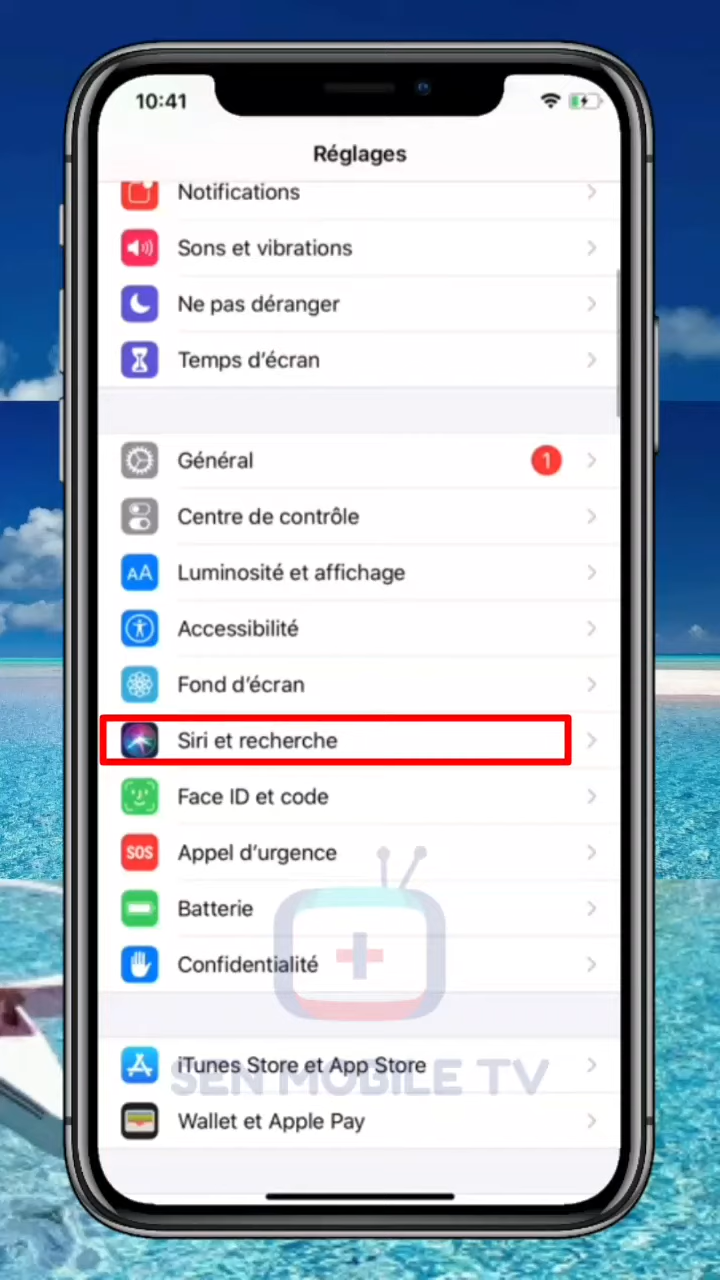 10:41
Réglages
Notifications
Sons et vibrations
Ne pas déranger
Temps d'écran
Général
1
Centre de contrôle
AA
Luminosité et affichage
Accessibilité
Fond d'écran
Siri et recherche
Face ID et code
SOS
Appel d'urgence
Batterie
Confidentialité
iTunes Store et App Store
SEN MOBILE TV
Wallet et Apple Pay